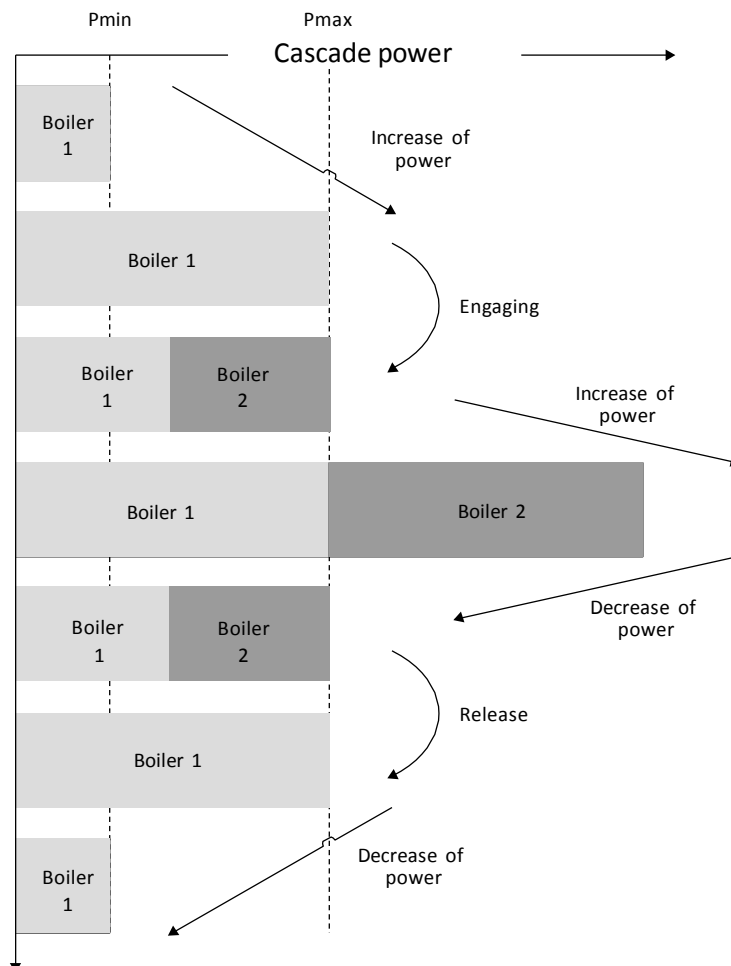 Pmin
Pmax
Cascade power
Boiler
1
Increase of
power
Boiler 1
Engaging
Boiler
1
Boiler
2
Increase of
power
Boiler 1
Boiler 2
Decrease of
power
Boiler
1
Boiler
2
Release
Boiler 1
Decrease of
power
Boiler
1